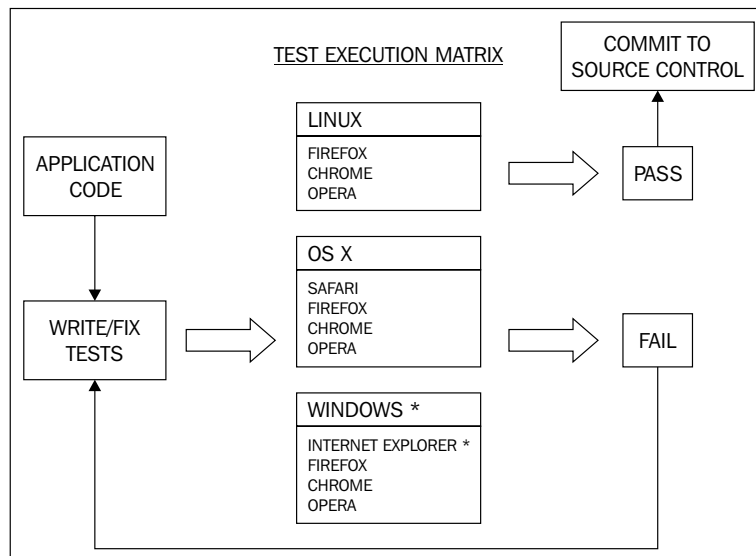 TEST EXECUTION MATRIX
COMMIT TO
SOURCE CONTROL
APPLICATION
CODE
LINUX
FIREFOX
CHROME
OPERA
PASS
WRITE/FIX
TESTS
OS X
SAFARI
FIREFOX
CHROME
OPERA
FAIL
WINDOWS *
INTERNET EXPLORER *
FIREFOX
CHROME
OPERA